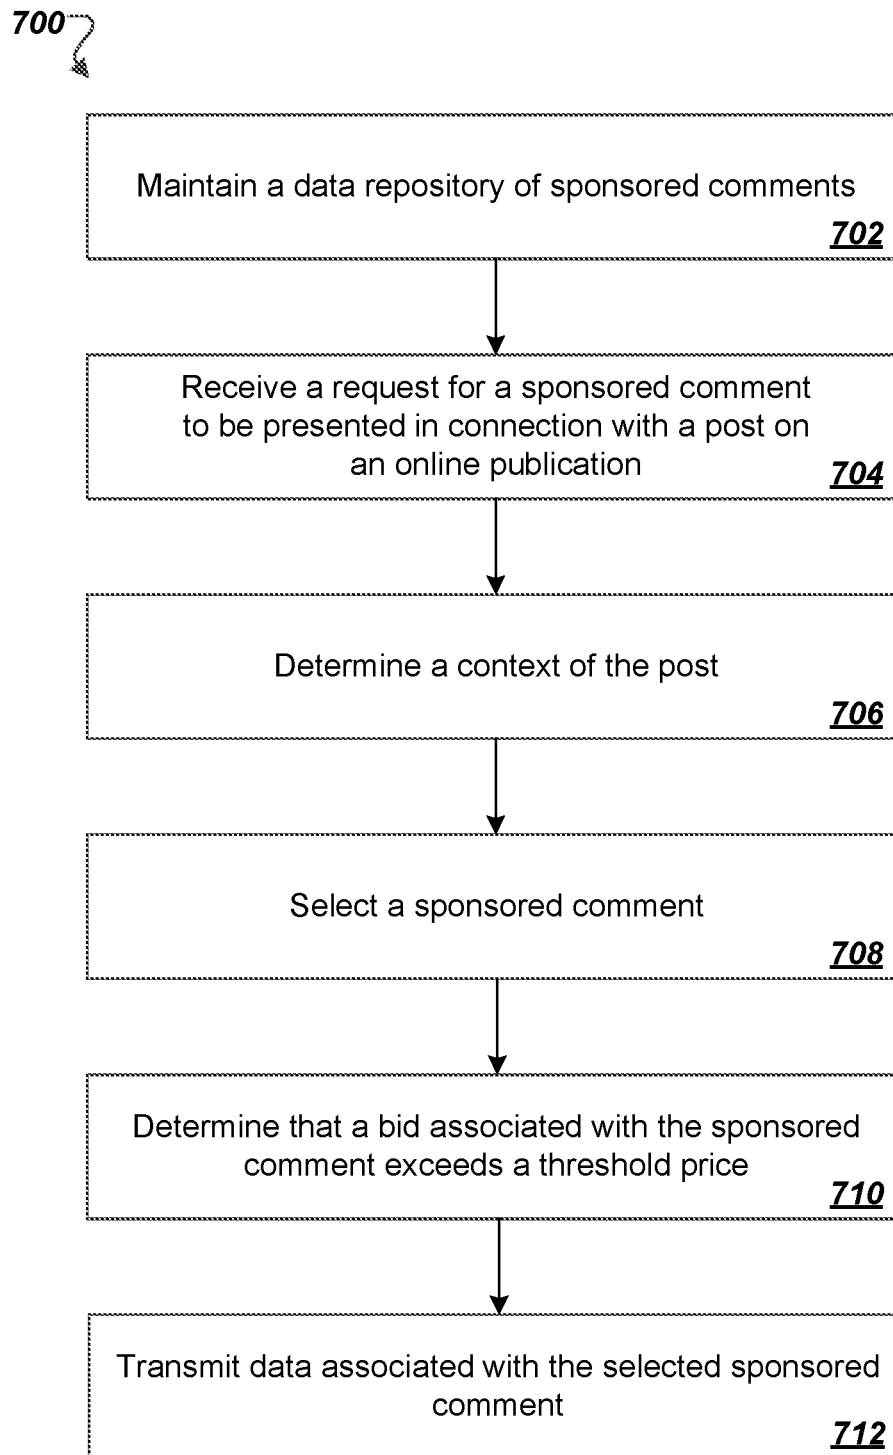 700
Maintain a data repository of sponsored comments
702
Receive a request for a sponsored comment
to be presented in connection with a post on
an online publication
704
Determine a context of the post
706
Select a sponsored comment
708
Determine that a bid associated with the sponsored
comment exceeds a threshold price
710
Transmit data associated with the selected sponsored
comment
712